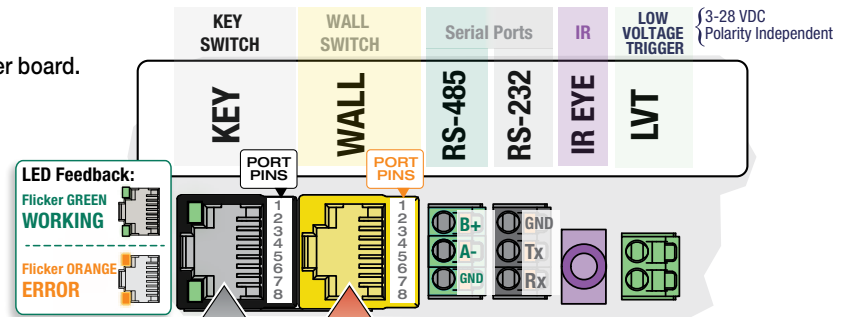 er board.
KEY
SWITCH
WALL
SWITCH
Serial Ports
IR
LOW
VOLTAGE
TRIGGER
3-28 VDC
Polarity Independent
KEY
WALL
RS-485
RS-232
IR EYE
LVT
LED Feedback:
Flicker GREEN
WORKING
Flicker ORANGE
ERROR
PORT
PINS
1
2
3
4
5
6
7
8
PORT
PINS
1
2
3
4
5
6
7
8
B+
A-
GND
GND
Tx
Rx